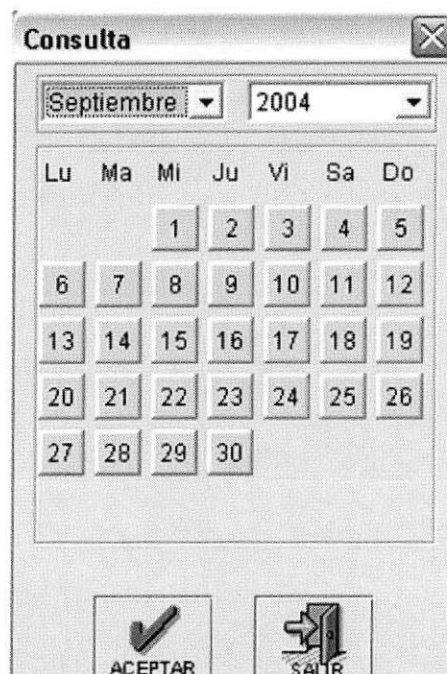 Consulta
Septiembre 2004
Lu Ma Mi Ju Vi Sa Do
1 2 3 4 5
6 7 8 9 10 11 12
13 14 15 16 17 18 19
20 21 22 23 24 25 26
27 28 29 30
ACEPTAR SALIR